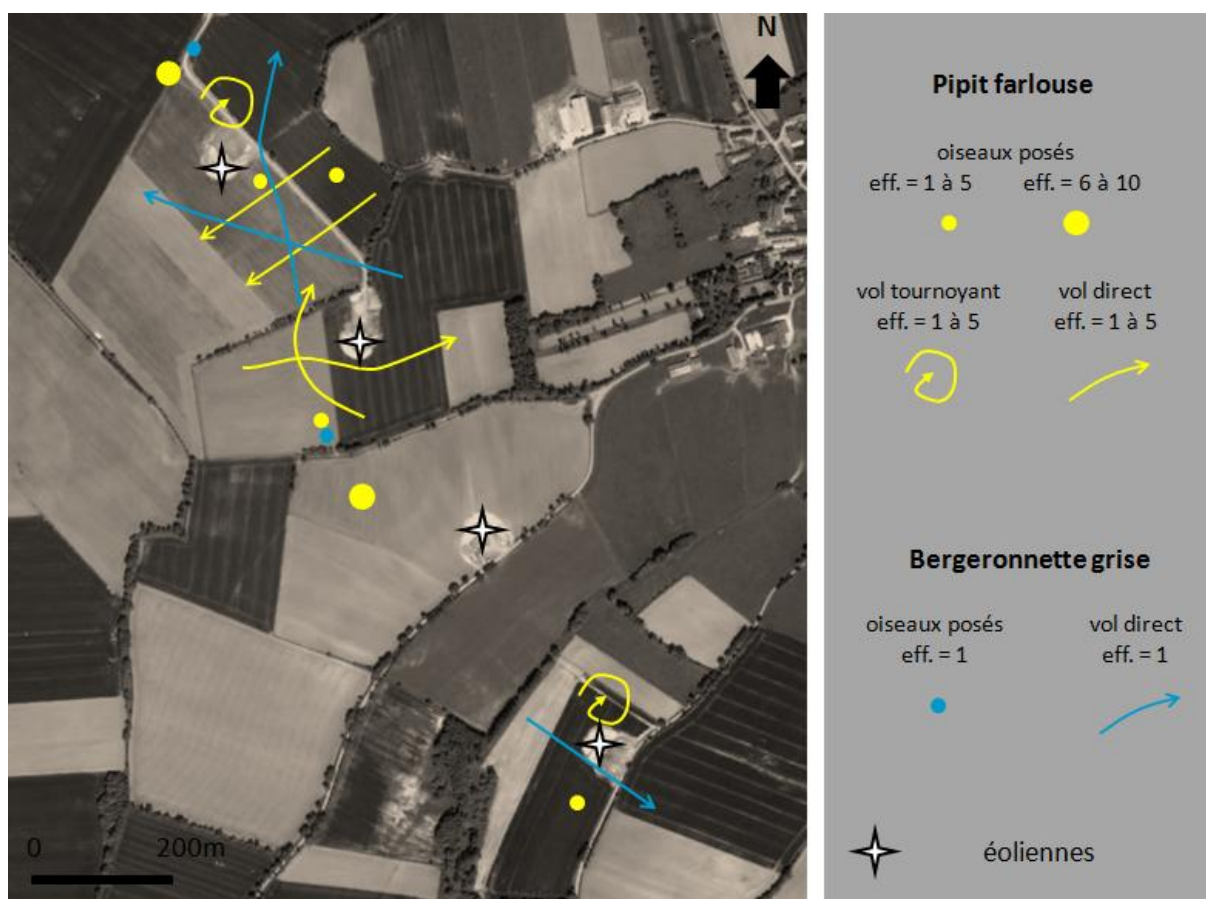 N
0 200m
Pipit farlouse
oiseaux posés
eff. = 1 à 5 eff. = 6 à 10
vol tournoyant vol direct
eff. = 1 à 5 eff. = 1 à 5
Bergeronnette grise
oiseaux posés vol direct
eff. = 1 eff. = 1
éoliennes